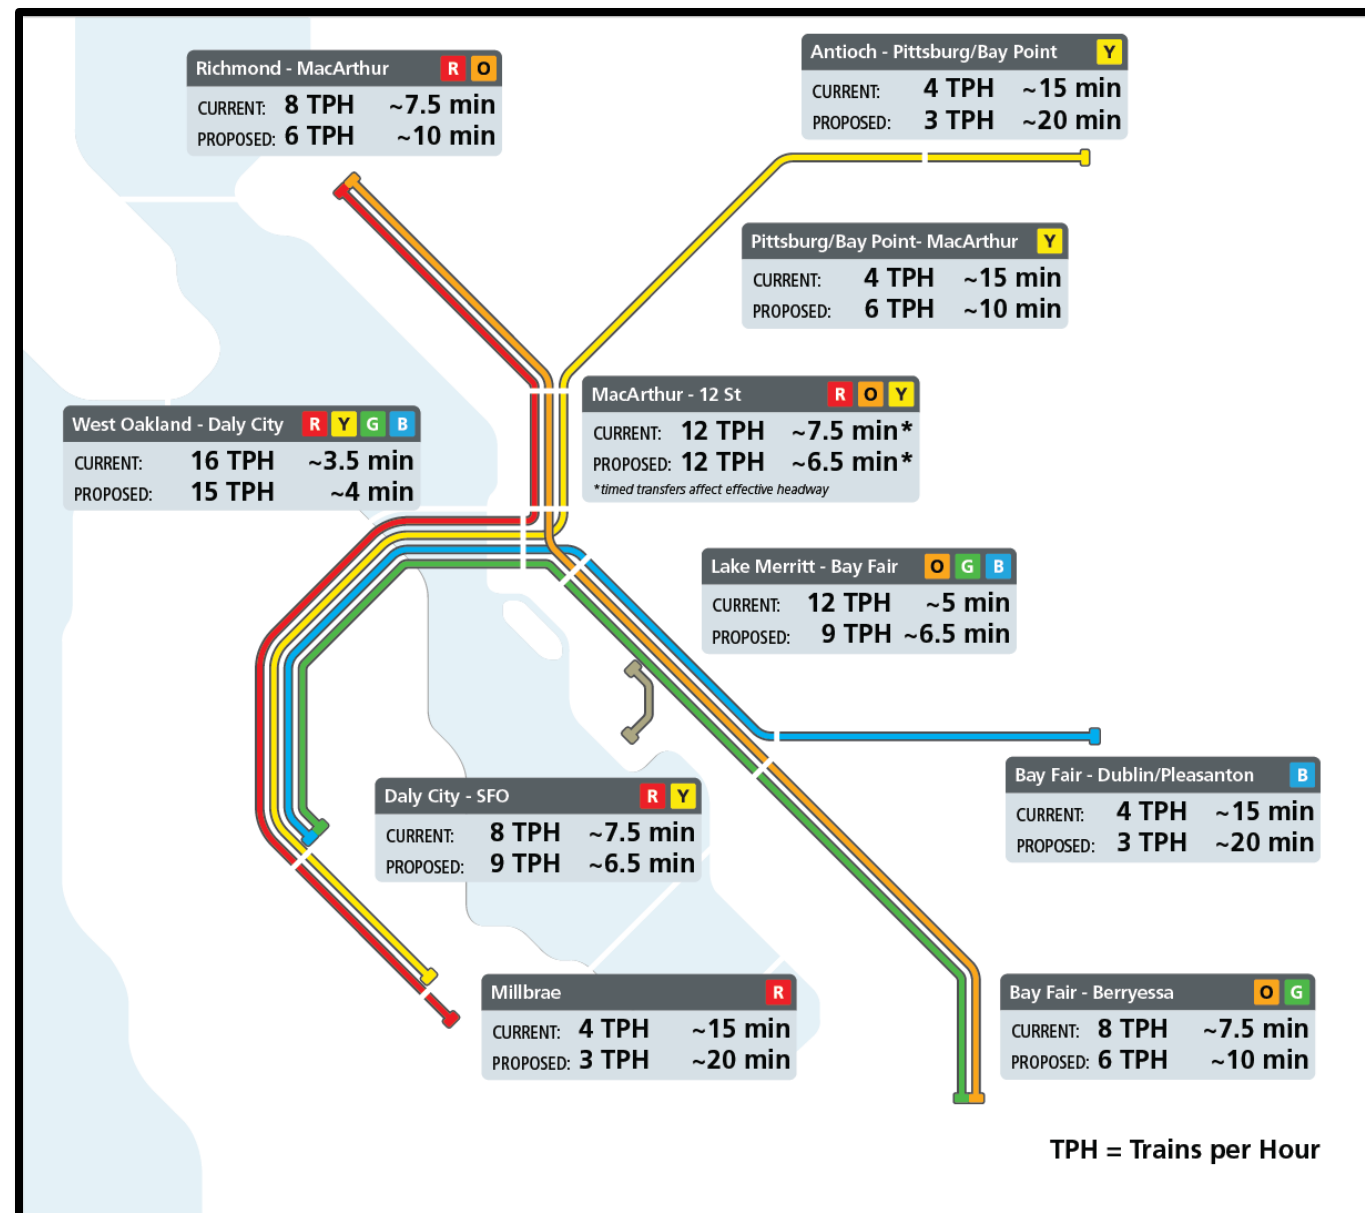 Richmond - MacArthur R O
CURRENT: 8 TPH ~7.5 min
PROPOSED: 6 TPH ~10 min
Antioch - Pittsburg/Bay Point Y
CURRENT: 4 TPH ~15 min
PROPOSED: 3 TPH ~20 min
Pittsburg/Bay Point- MacArthur Y
CURRENT: 4 TPH ~15 min
PROPOSED: 6 TPH ~10 min
MacArthur - 12 St R O Y
CURRENT: 12 TPH ~7.5 min*
PROPOSED: 12 TPH ~6.5 min*
*timed transfers affect effective headway
West Oakland - Daly City R Y G B
CURRENT: 16 TPH ~3.5 min
PROPOSED: 15 TPH ~4 min
Lake Merritt - Bay Fair O G B
CURRENT: 12 TPH ~5 min
PROPOSED: 9 TPH ~6.5 min
Bay Fair - Dublin/Pleasanton B
CURRENT: 4 TPH ~15 min
PROPOSED: 3 TPH ~20 min
Daly City - SFO R Y
CURRENT: 8 TPH ~7.5 min
PROPOSED: 9 TPH ~6.5 min
Millbrae R
CURRENT: 4 TPH ~15 min
PROPOSED: 3 TPH ~20 min
Bay Fair - Berryessa O G
CURRENT: 8 TPH ~7.5 min
PROPOSED: 6 TPH ~10 min
TPH = Trains per Hour